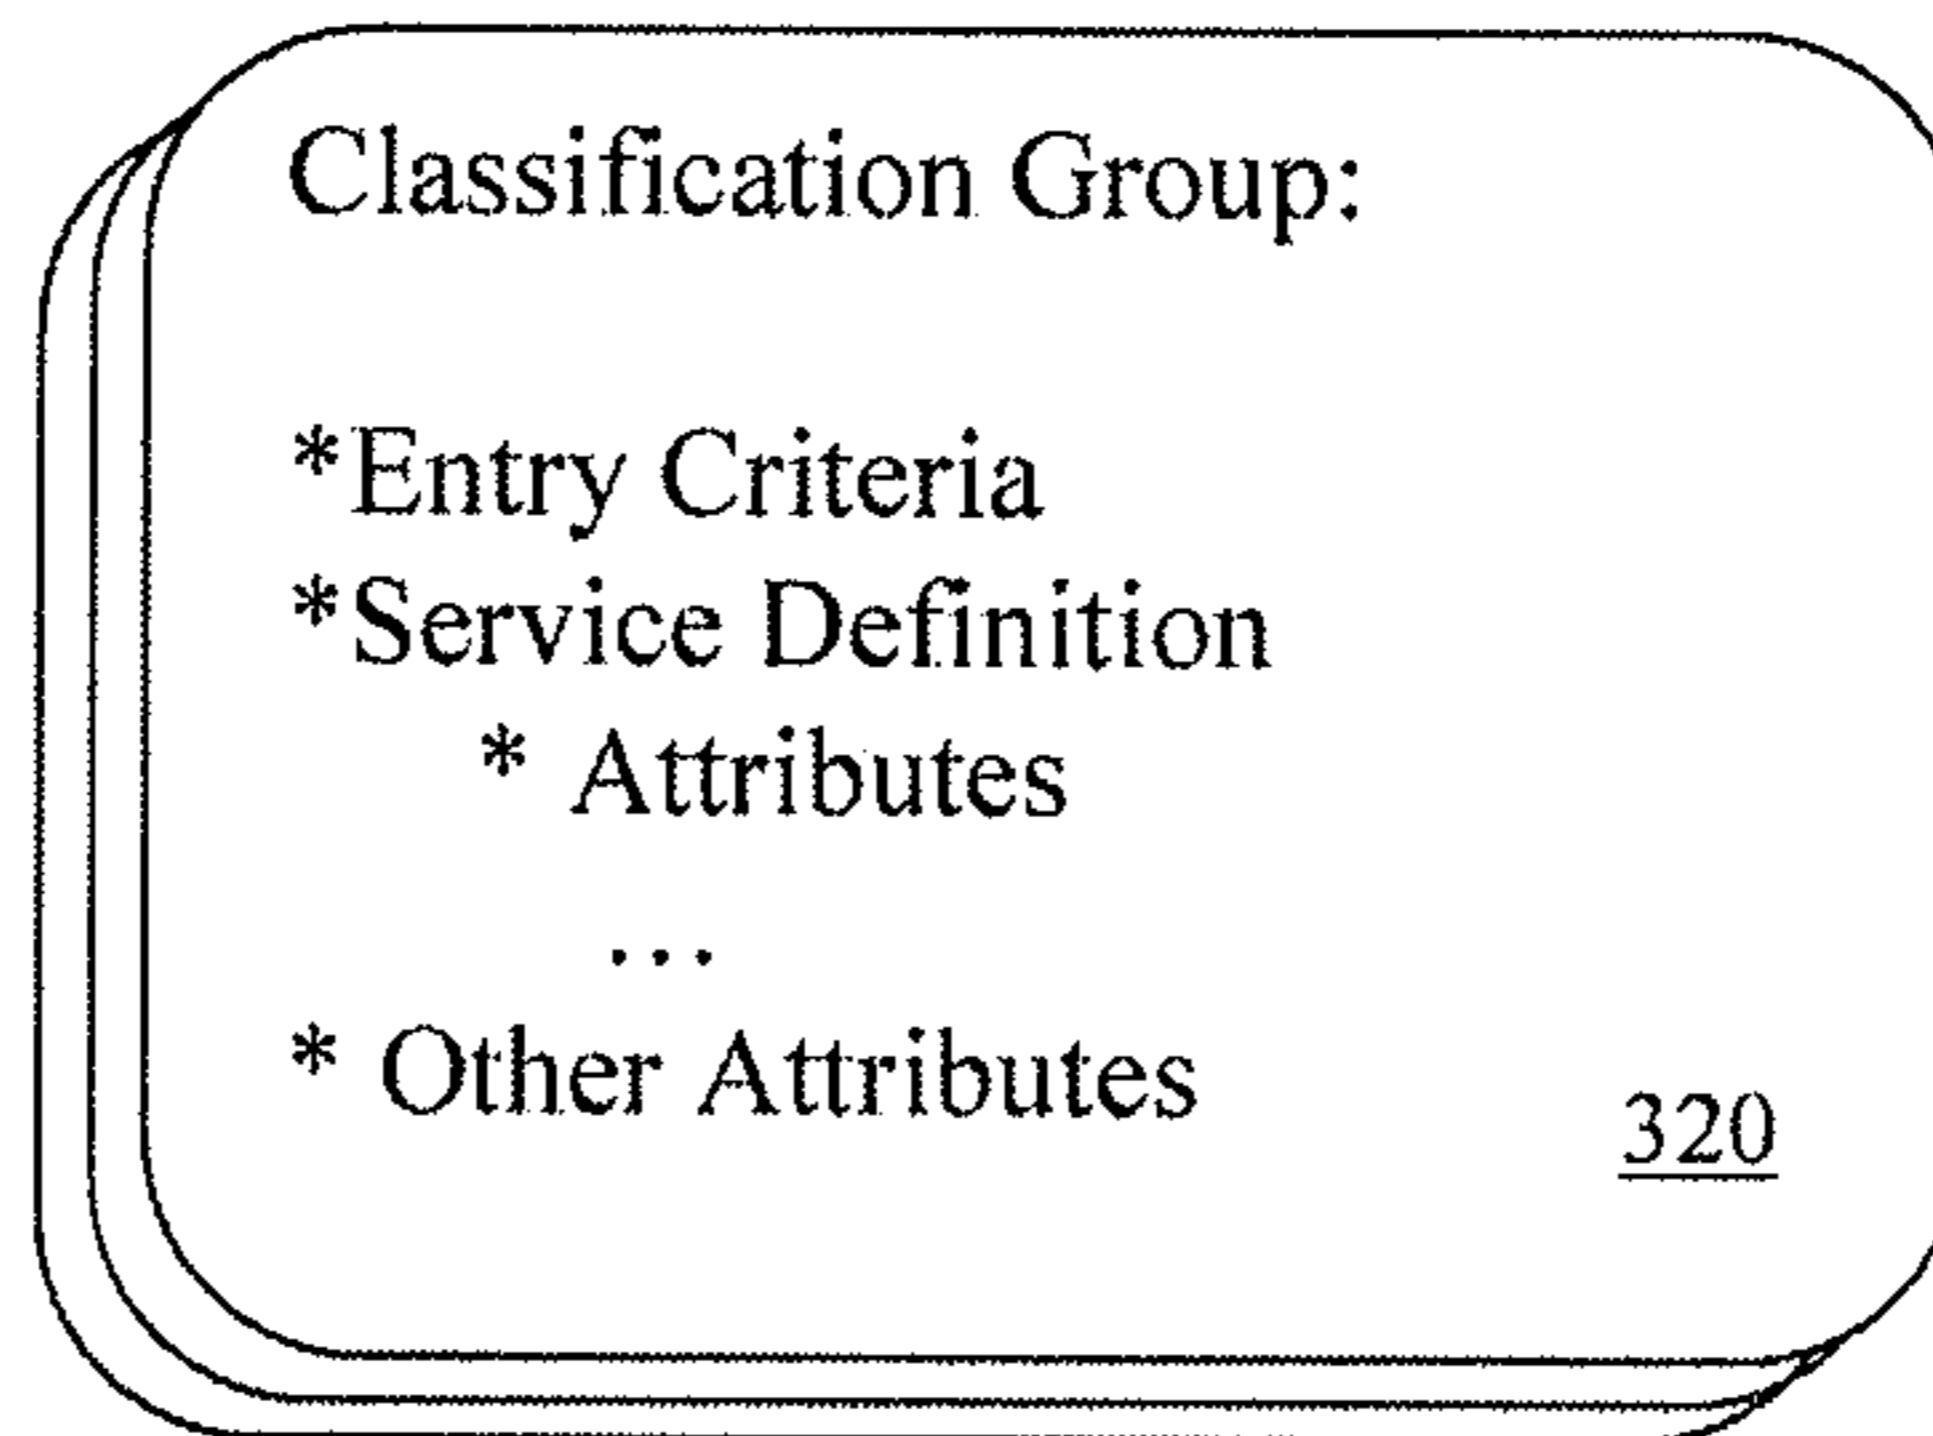 Classification Group:
*Entry Criteria
*Service Definition
* Attributes
...
* Other Attributes
320